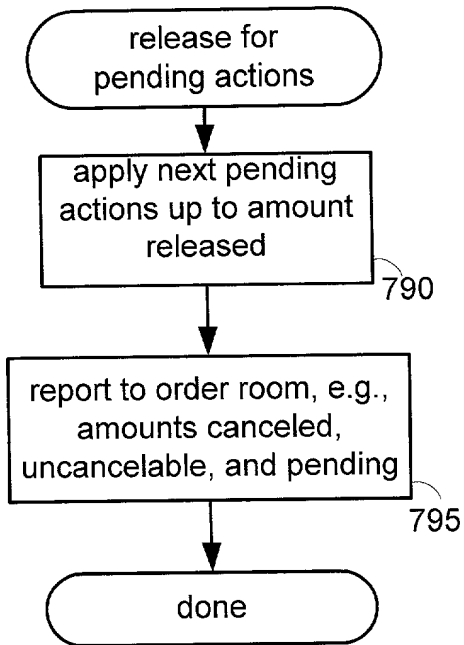 release for
pending actions
apply next pending
actions up to amount
released
790
report to order room, e.g.,
amounts canceled,
uncancelable, and pending
795
done